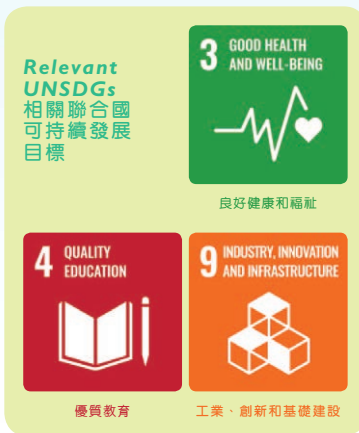 Relevant
UNSDGs
相關聯合國
可持續發展
目標
3 GOOD HEALTH
AND WELL-BEING
良好健康和福祉
4 QUALITY
EDUCATION
優質教育
9 INDUSTRY, INNOVATION
AND INFRASTRUCTURE
工業、創新和基礎建設